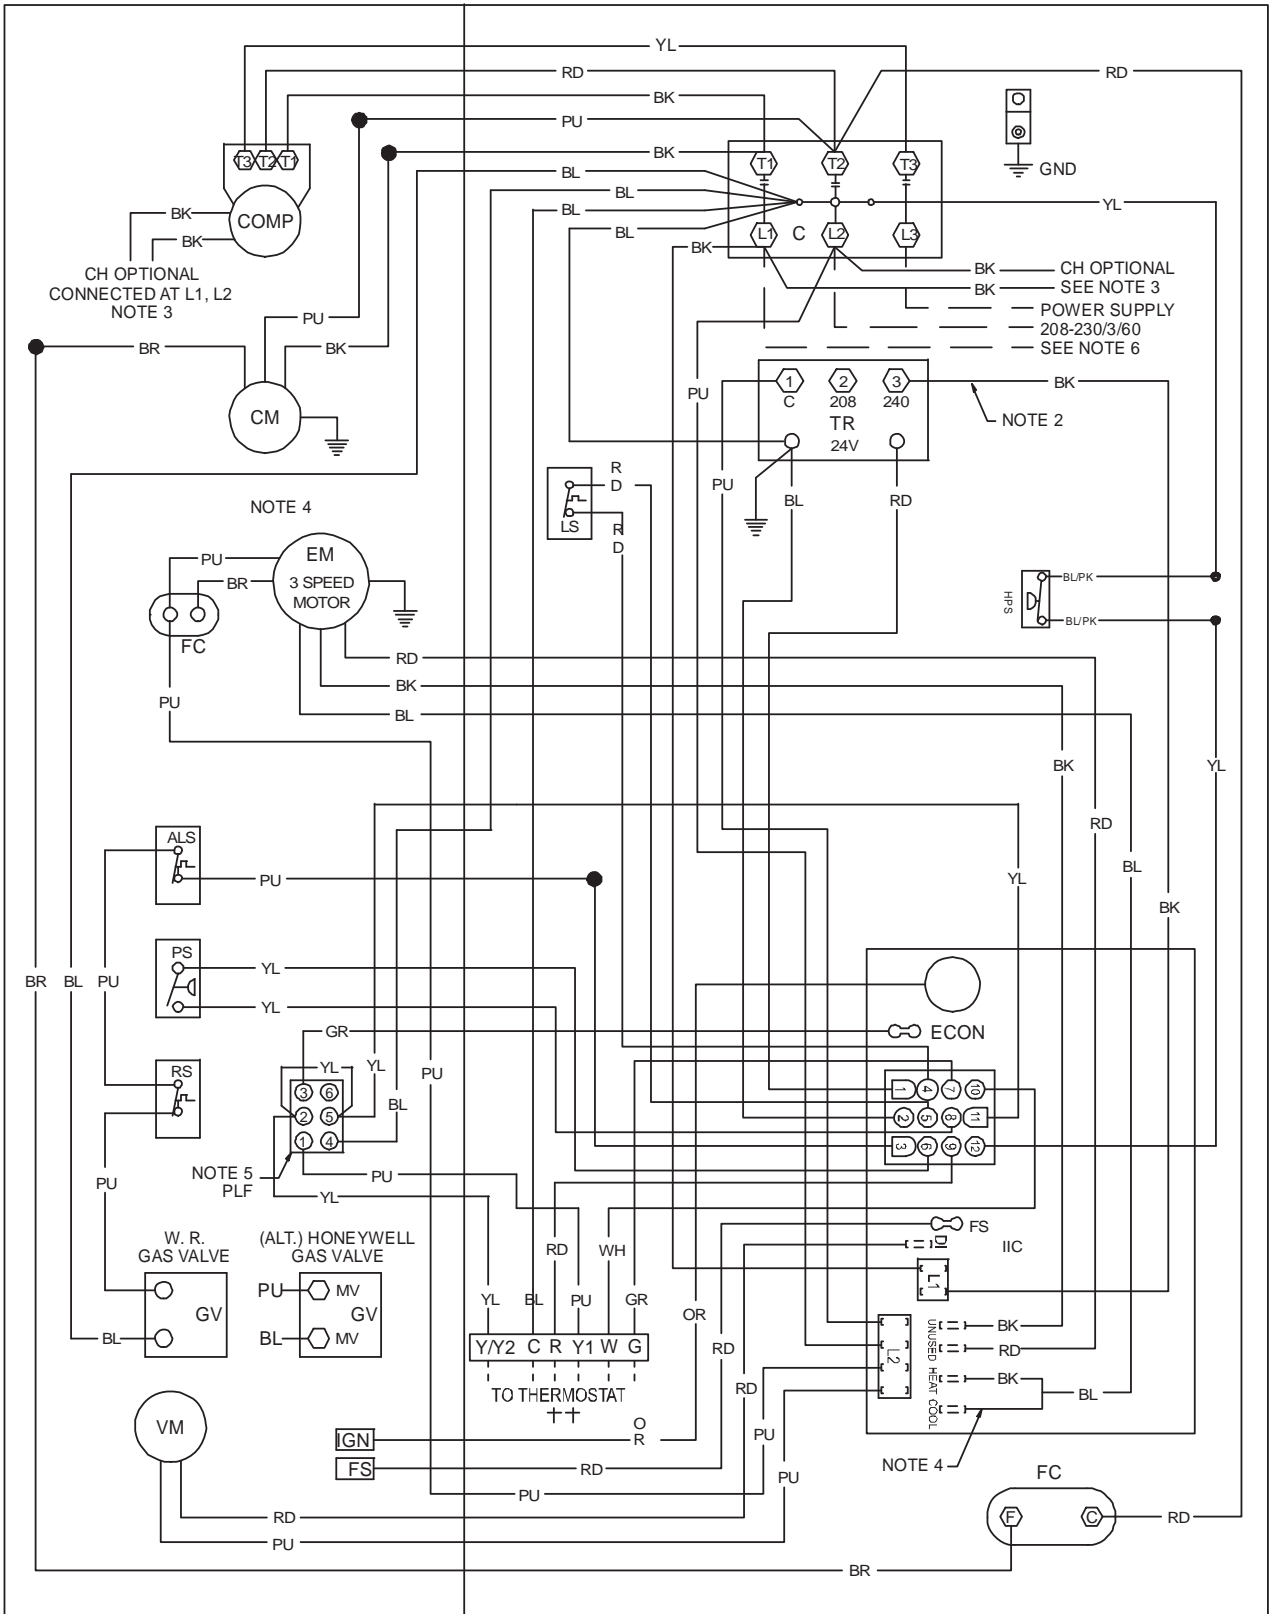 YL
RD
RD
BK
PU
BK
T3 T2 T1
T1 T2 T3
GND
BL
BL
BL
BL
YL
COMP
BK
BK
L1 C L2 L3
BK
CH OPTIONAL
CONNECTED AT L1, L2
NOTE 3
BK
BK
CH OPTIONAL
SEE NOTE 3
POWER SUPPLY
208-230/3/60
SEE NOTE 6
PU
BK
BR
CM
1 2 3
C 208 240
TR
24V
BK
NOTE 2
PU
PU
BL
RD
R
D
LS
R
D
NOTE 4
EM
3 SPEED
MOTOR
PU
BR
FC
PU
HPS
BL/PK
BL/PK
RD
BK
BL
BK
YL
RD
BL
YL
BK
ALS
PU
PS
YL
YL
BR
BL
PU
RS
GR
ECON
YL
YL
PU
BL
3 6
2 5
1 4
1 4 7 10
2 5 8 11
3 6 9 12
NOTE 5
PLF
PU
YL
PU
FS
DI
IIC
L1
W. R.
GAS VALVE
(ALT.) HONEYWELL
GAS VALVE
GV
BL
PU
MV
GV
BL
MV
YL
BL
RD
PU
WH
GR
OR
RD
RD
Y/Y2 C R Y1 W G
TO THERMOSTAT
L2
UNUSED HEAT COOL
BK
RD
BK
BL
NOTE 4
VM
IGN
O
R
FS
RD
PU
PU
PU
RD
PU
FC
F
C
RD
BR